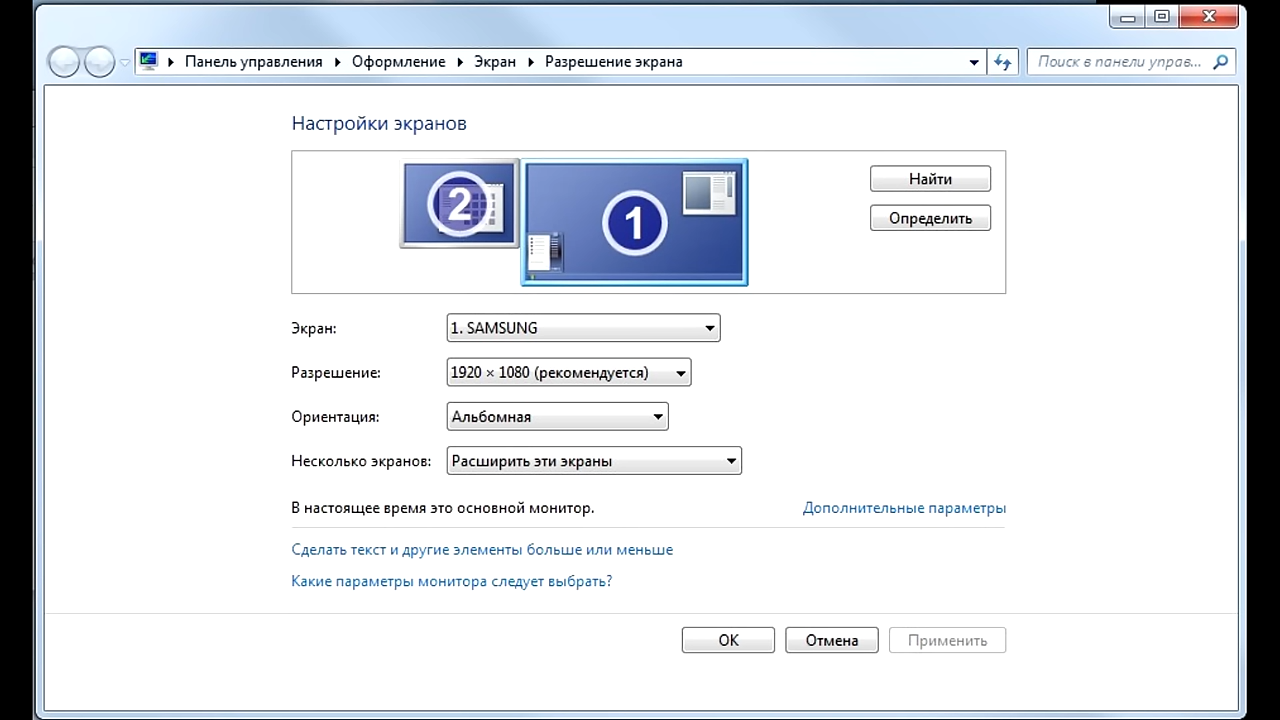 Панель управления Оформление Экран Разрешение экрана Поиск в панели управ...
Настройки экранов
2 1
Найти
Определить
Экран: 1. SAMSUNG
Разрешение: 1920 × 1080 (рекомендуется)
Ориентация: Альбомная
Несколько экранов: Расширить эти экраны
В настоящее время это основной монитор. Дополнительные параметры
Сделать текст и другие элементы больше или меньше
Какие параметры монитора следует выбрать?
ОК Отмена Применить